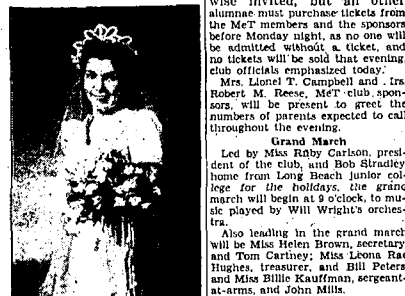 wise invited, but all other
alumnae must purchase tickets from
the MeT members and the sponsors
before Monday night, as no one will
be admitted without a ticket, and
no tickets will be sold that evening,
club officials emphasized today.
Mrs. Lionel T. Campbell and Ira
Robert M. Reese, MeT club spon-
sors, will be present to greet the
numbers of parents expected to call
throughout the evening.
Grand March
Led by Miss Ruby Carlson, presi-
dent of the club, and Bob Stradley
home from Long Beach junior col-
lege for the holidays, the grand
march will begin at 9 o'clock, to mu-
sic played by Will Wright's orches-
tra.
Also leading in the grand march
will be Miss Helen Brown, secretary
and Tom Cartney; Miss Leona Rae
Hughes, treasurer, and Bill Peters
and Miss Billie Kauffman, sergeant-
at-arms, and John Mills.